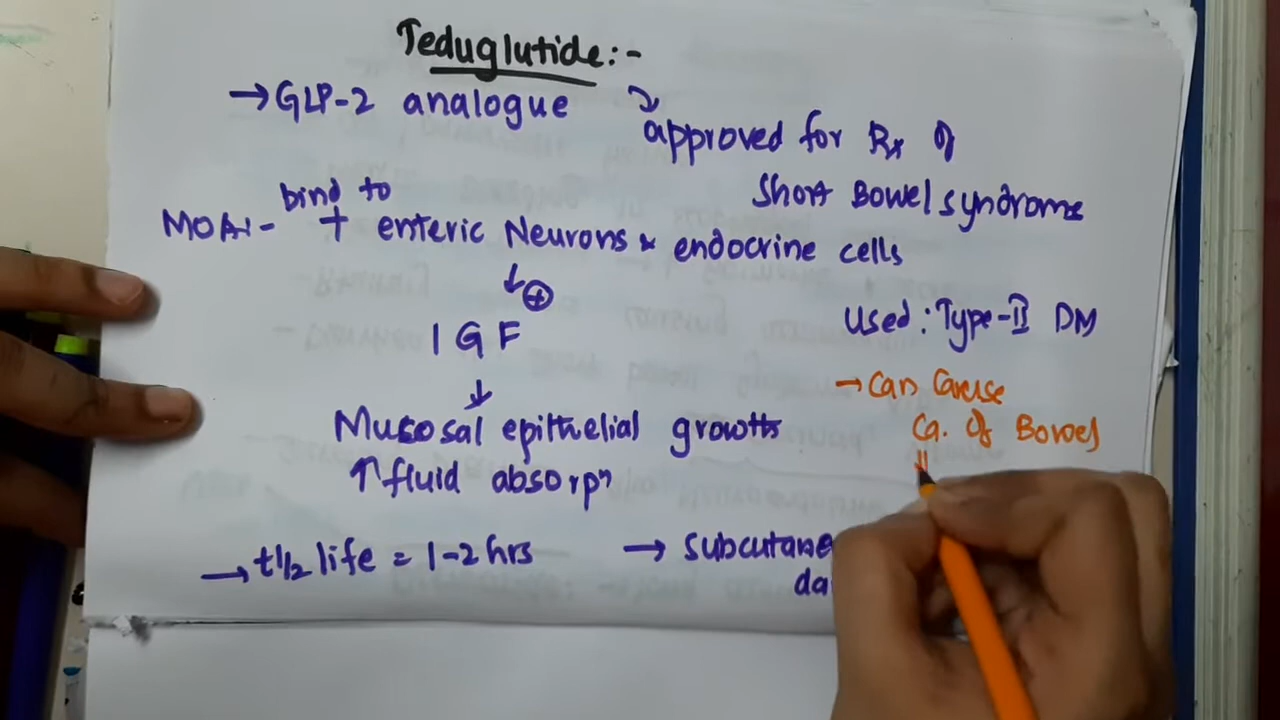 Teduglutide:-
→ GLP-2 analogue
approved for Rx of
Short Bowel syndrome
MOA:- bind to
+ enteric Neurons & endocrine cells
↓ ⊕
IGF
Used: Type-II DM
↓
→ can cause
Ca. of Bowel
Mucosal epithelial growth
↑ fluid absorpⁿ
→ t1/2 life = 1-2 hrs
→ subcutane
da